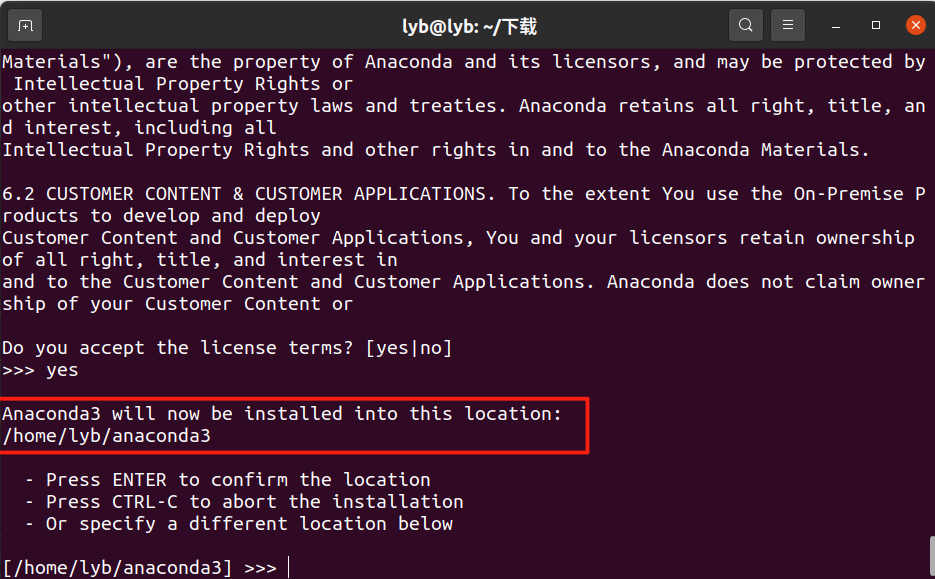 lyb@lyb: ~/下载
Materials"), are the property of Anaconda and its licensors, and may be protected by
 Intellectual Property Rights or
other intellectual property laws and treaties. Anaconda retains all right, title, an
d interest, including all
Intellectual Property Rights and other rights in and to the Anaconda Materials.
6.2 CUSTOMER CONTENT & CUSTOMER APPLICATIONS. To the extent You use the On-Premise P
roducts to develop and deploy
Customer Content and Customer Applications, You and your licensors retain ownership
of all right, title, and interest in
and to the Customer Content and Customer Applications. Anaconda does not claim owner
ship of your Customer Content or
Do you accept the license terms? [yes|no]
>>> yes
Anaconda3 will now be installed into this location:
/home/lyb/anaconda3
  - Press ENTER to confirm the location
  - Press CTRL-C to abort the installation
  - Or specify a different location below
[/home/lyb/anaconda3] >>>